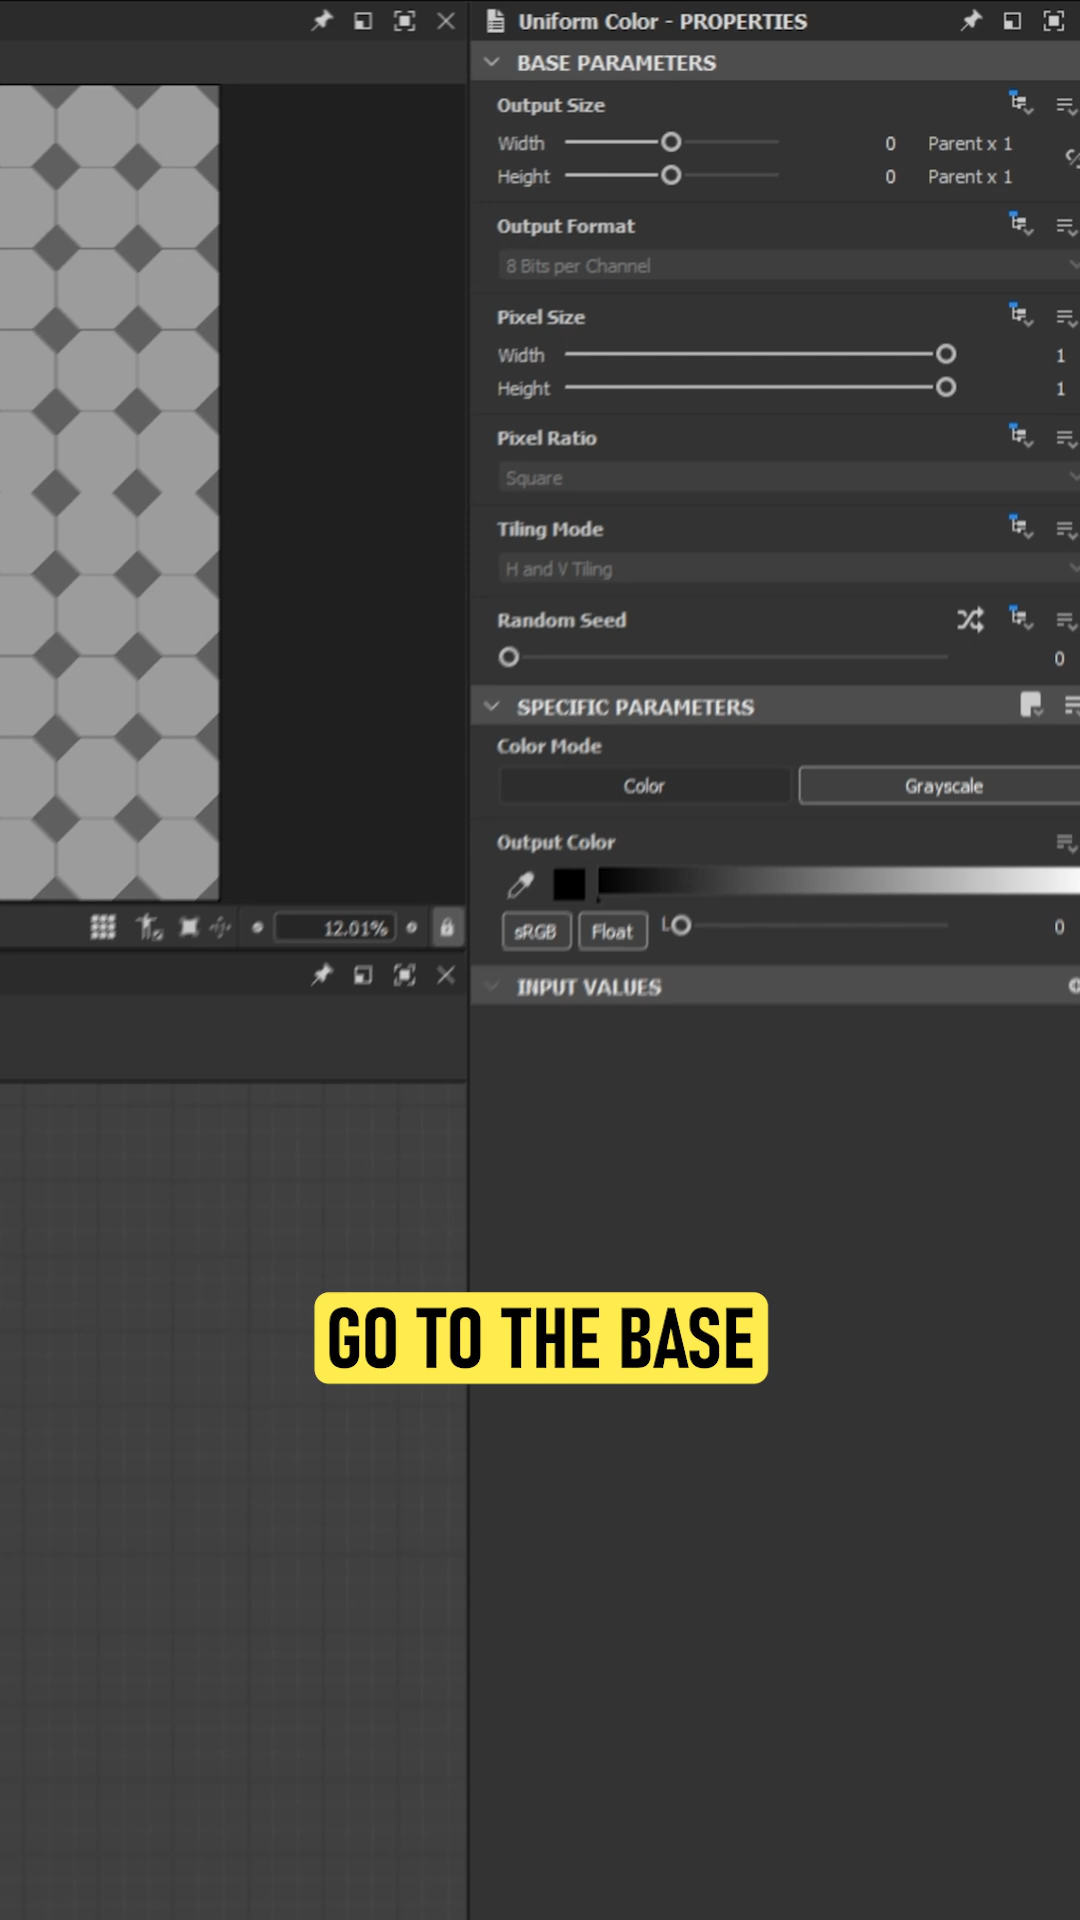 Uniform Color - PROPERTIES
BASE PARAMETERS
Output Size
Width 0 Parent x 1
Height 0 Parent x 1
Output Format
8 Bits per Channel
Pixel Size
Width 1
Height 1
Pixel Ratio
Square
Tiling Mode
H and V Tiling
Random Seed
0
SPECIFIC PARAMETERS
Color Mode
Color Grayscale
Output Color
sRGB Float L 0
12.01%
INPUT VALUES
GO TO THE BASE